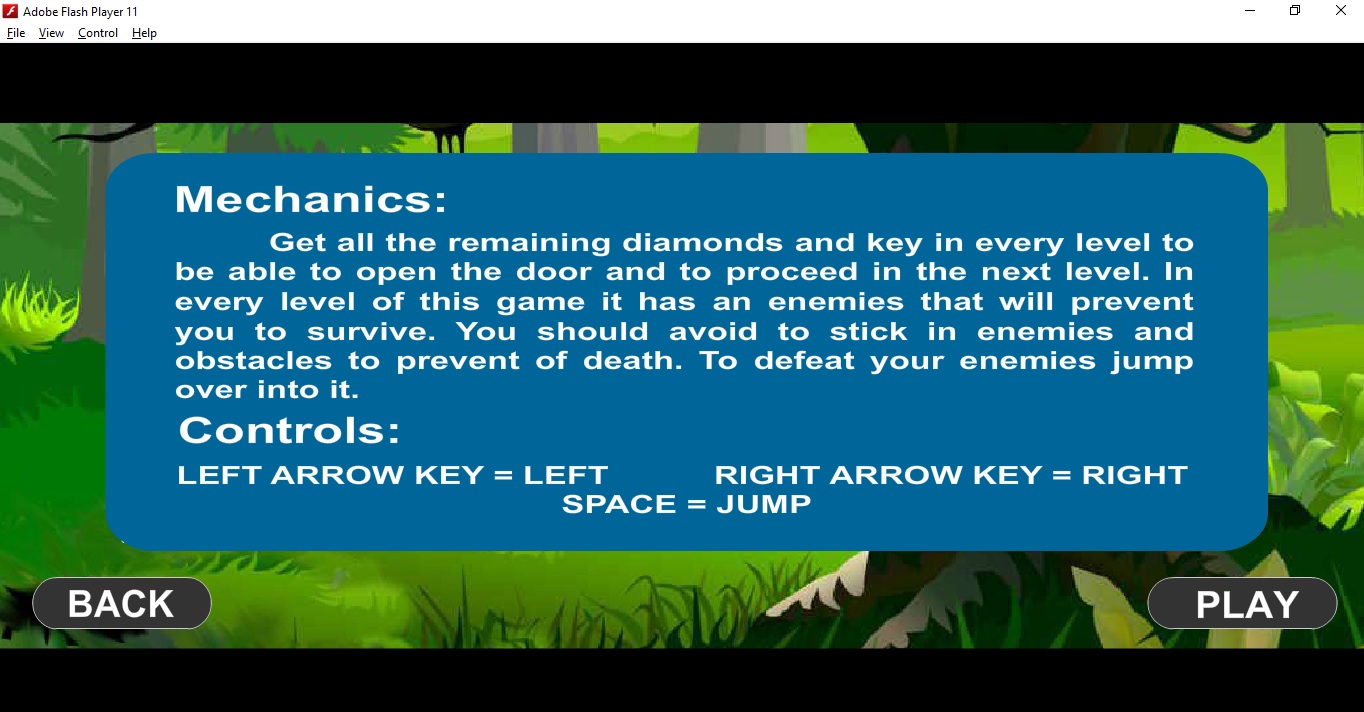 Adobe Flash Player 11
File View Control Help
Mechanics:
Get all the remaining diamonds and key in every level to
be able to open the door and to proceed in the next level. In
every level of this game it has an enemies that will prevent
you to survive. You should avoid to stick in enemies and
obstacles to prevent of death. To defeat your enemies jump
over into it.
Controls:
LEFT ARROW KEY = LEFT RIGHT ARROW KEY = RIGHT
SPACE = JUMP
BACK PLAY